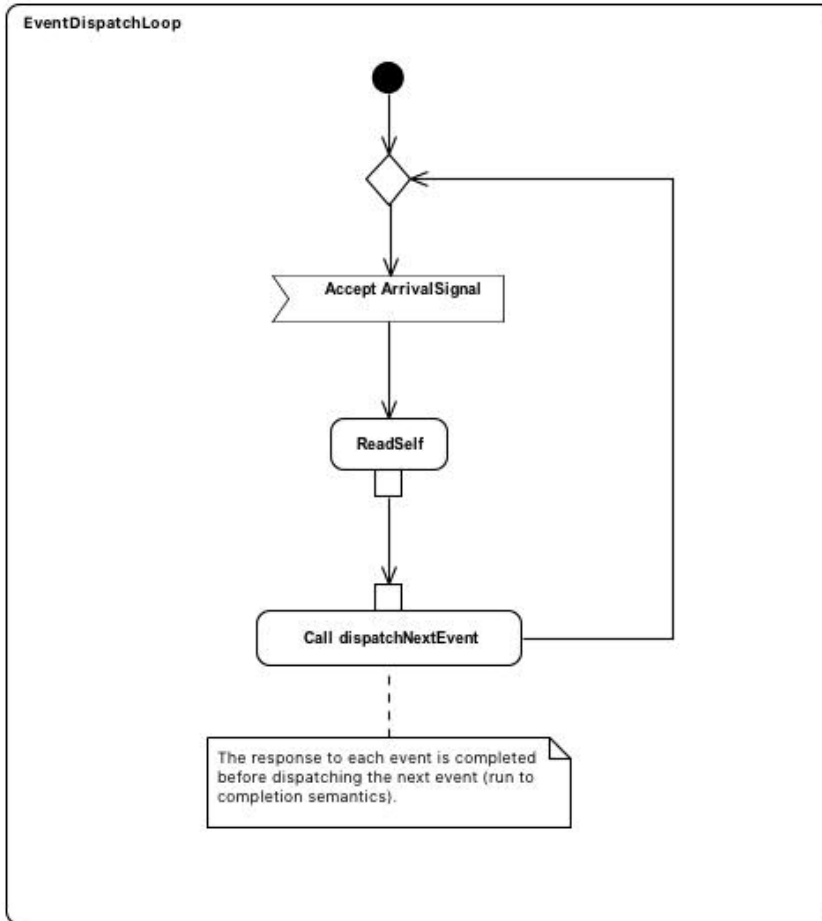 EventDispatchLoop
Accept ArrivalSignal
ReadSelf
Call dispatchNextEvent
The response to each event is completed
before dispatching the next event (run to
completion semantics).